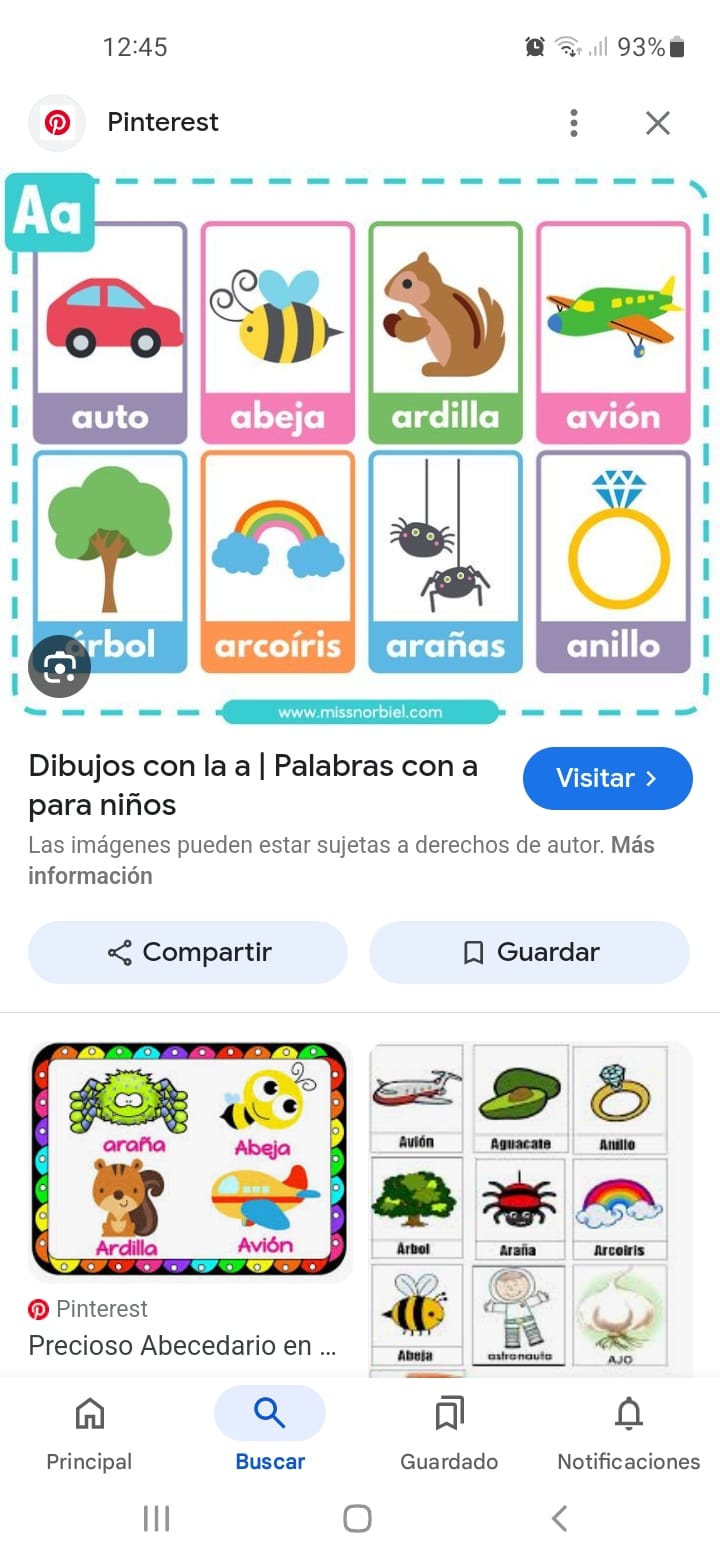 12:45
93%
Pinterest
Aa
auto abeja ardilla avión
árbol arcoíris arañas anillo
www.missnorbiel.com
Dibujos con la a | Palabras con a
para niños
Visitar
Las imágenes pueden estar sujetas a derechos de autor. Más
información
Compartir Guardar
araña Abeja
Ardilla Avión
Avión Aguacate Anillo
Árbol Araña Arcoiris
Abeja astronauta AJO
Pinterest
Precioso Abecedario en ...
Principal Buscar Guardado Notificaciones